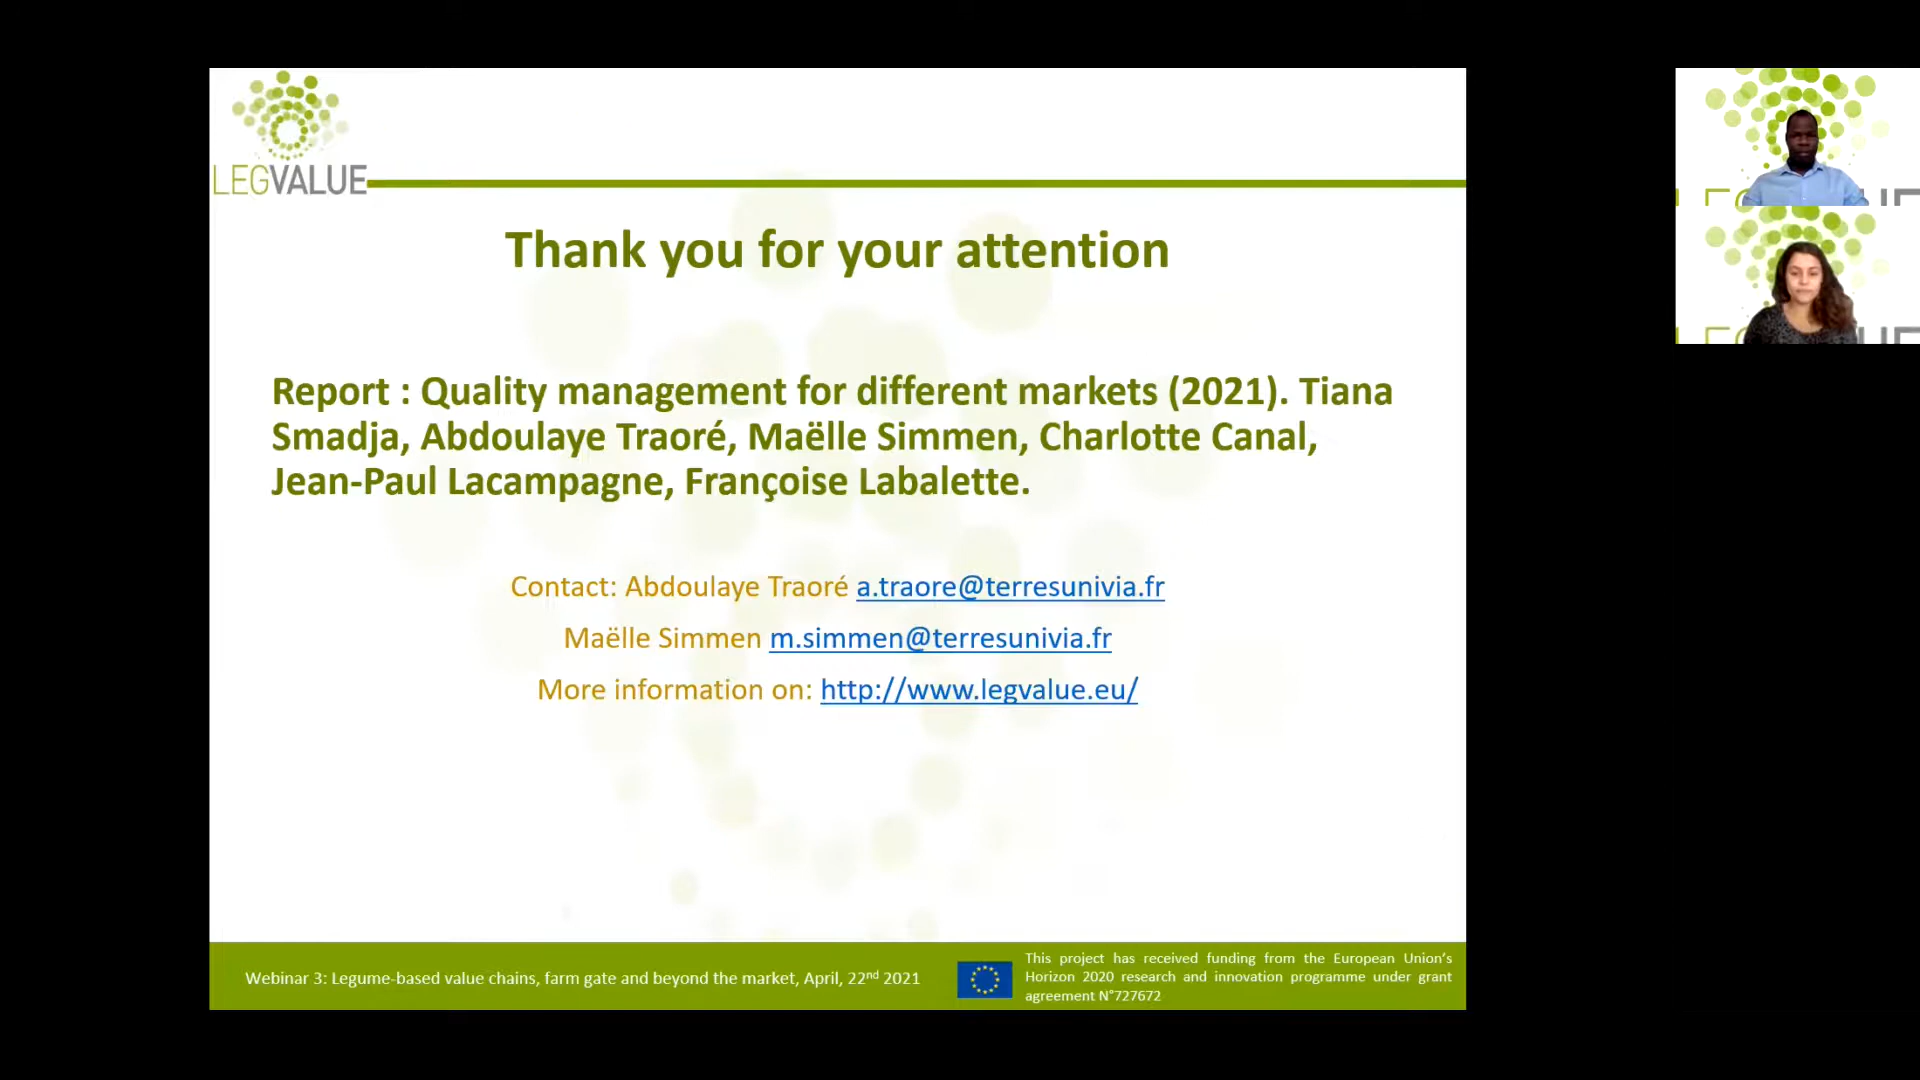 LEGVALUE
Thank you for your attention
Report : Quality management for different markets (2021). Tiana
Smadja, Abdoulaye Traoré, Maëlle Simmen, Charlotte Canal,
Jean-Paul Lacampagne, Françoise Labalette.
Contact: Abdoulaye Traoré a.traore@terresunivia.fr
Maëlle Simmen m.simmen@terresunivia.fr
More information on: http://www.legvalue.eu/
Webinar 3: Legume-based value chains, farm gate and beyond the market, April, 22nd 2021
This project has received funding from the European Union's
Horizon 2020 research and innovation programme under grant
agreement N°727672